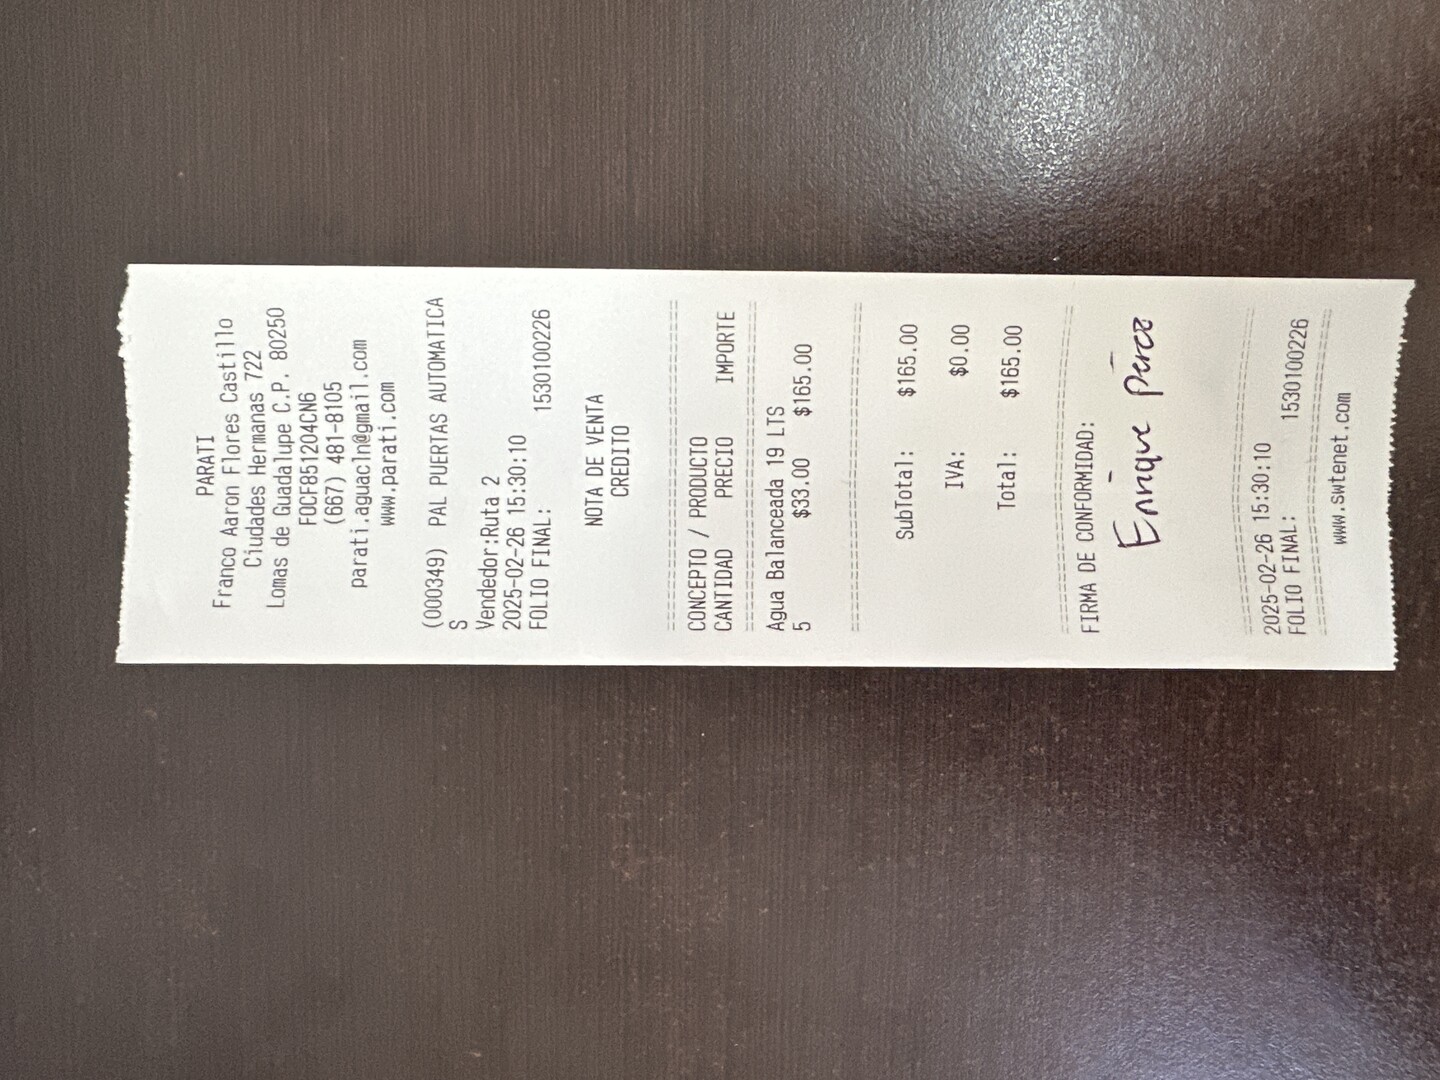 PARATI
Franco Aaron Flores Castillo
Ciudades Hermanas 722
Lomas de Guadalupe C.P. 80250
FOCF851204CN6
(667) 481-8105
parati.aguacln@gmail.com
www.parati.com
(000349) PAL PUERTAS AUTOMATICA
S
Vendedor:Ruta 2
2025-02-26 15:30:10
FOLIO FINAL: 1530100226
NOTA DE VENTA
CREDITO
CONCEPTO / PRODUCTO
CANTIDAD PRECIO IMPORTE
Agua Balanceada 19 LTS
5 $33.00 $165.00
SubTotal: $165.00
IVA: $0.00
Total: $165.00
FIRMA DE CONFORMIDAD:
Enrique pérez
2025-02-26 15:30:10
FOLIO FINAL: 1530100226
www.swtenet.com